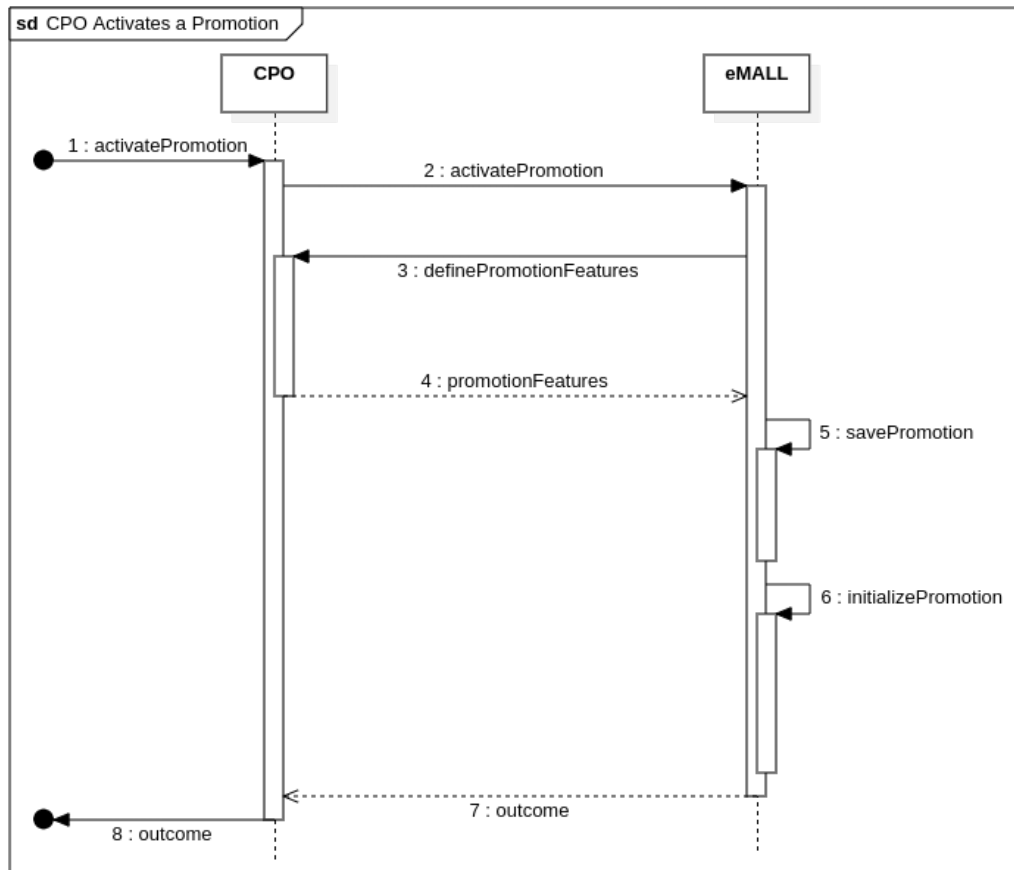 sd CPO Activates a Promotion
CPO
eMALL
1 : activatePromotion
2 : activatePromotion
3 : definePromotionFeatures
4 : promotionFeatures
5 : savePromotion
6 : initializePromotion
7 : outcome
8 : outcome